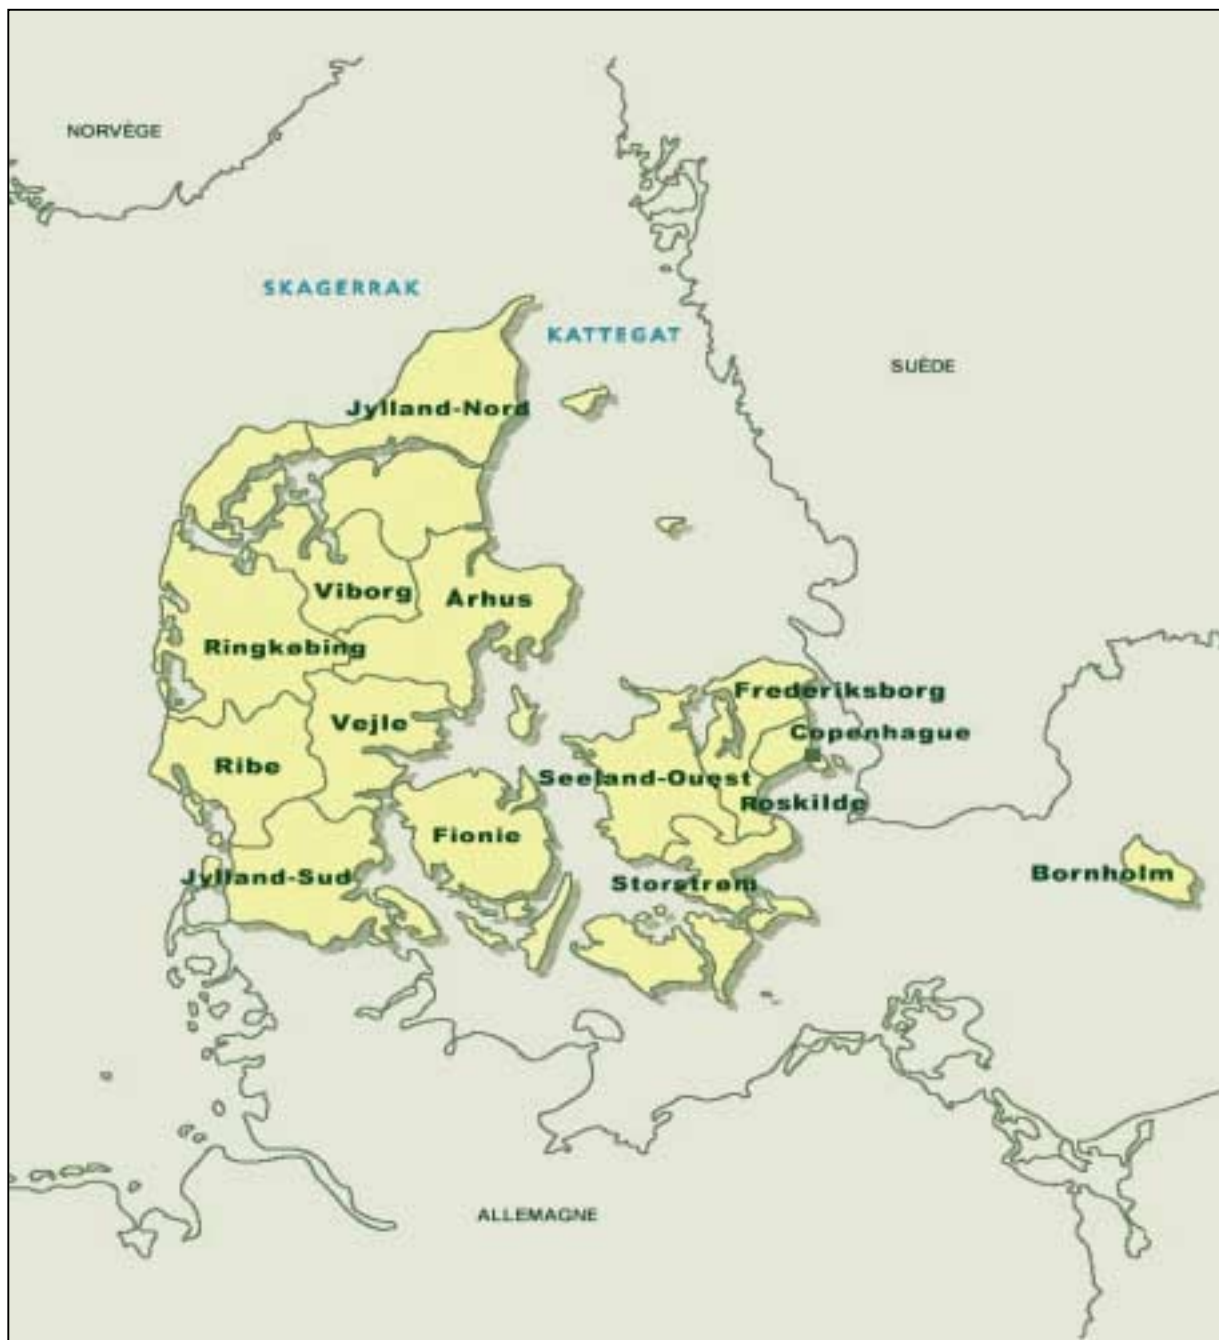 NORVÈGE
SKAGERRAK
KATTEGAT
SUÈDE
Jylland-Nord
Viborg
Arhus
Ringkøbing
Frederiksborg
Vejle
Copenhague
Ribe
Seeland-Ouest
Roskilde
Fionie
Jylland-Sud
Storstrøm
Bornholm
ALLEMAGNE